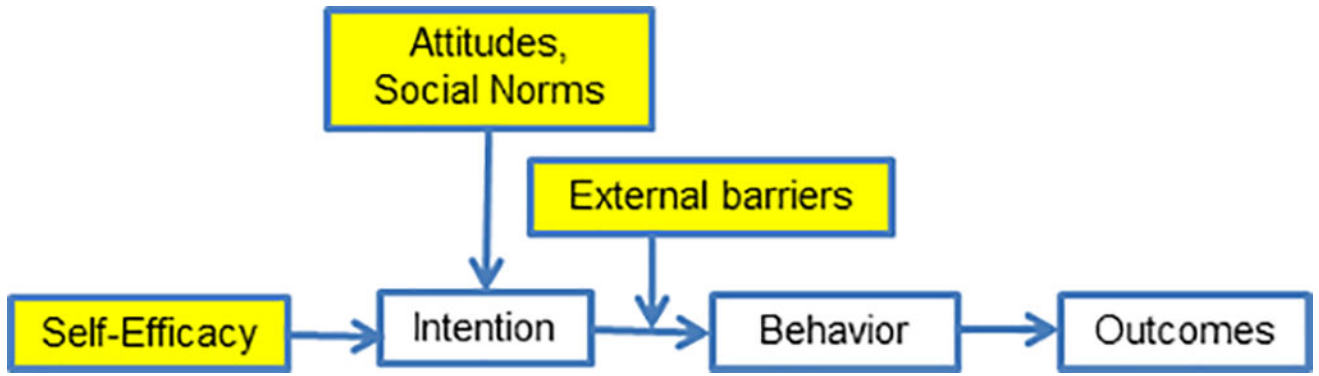 Attitudes,
Social Norms
External barriers
Self-Efficacy
Intention
Behavior
Outcomes